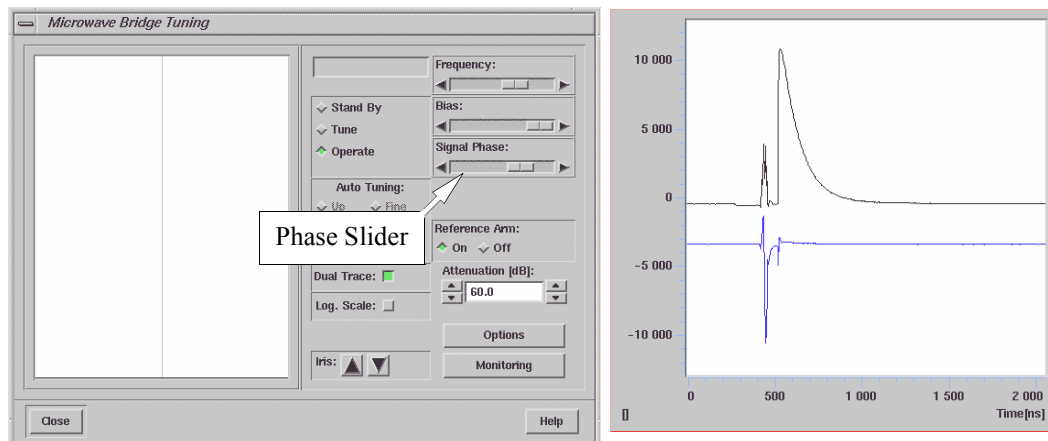 Microwave Bridge Tuning
Frequency:
Stand By
Tune
Operate
Bias:
Signal Phase:
Auto Tuning:
Up Fine
Phase Slider
Reference Arm:
On Off
Dual Trace:
Attenuation [dB]:
60.0
Log. Scale:
Options
Iris:
Monitoring
Close
Help
10 000
5 000
0
-5 000
-10 000
0 500 1 000 1 500 2 000
[] Time[ns]